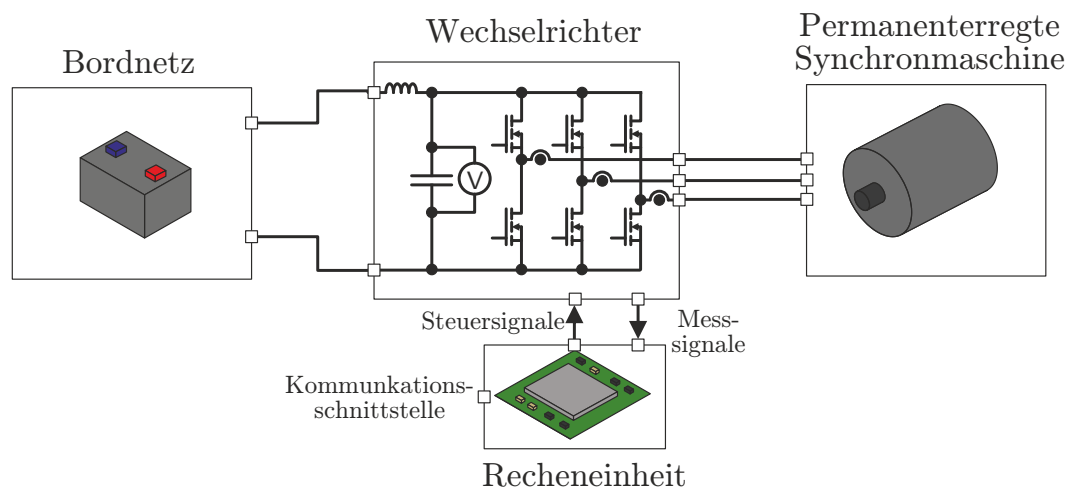 Bordnetz
Wechselrichter
Permanenterregte
Synchronmaschine
V
Steuersignale
Mess-
signale
Kommunkations-
schnittstelle
Recheneinheit